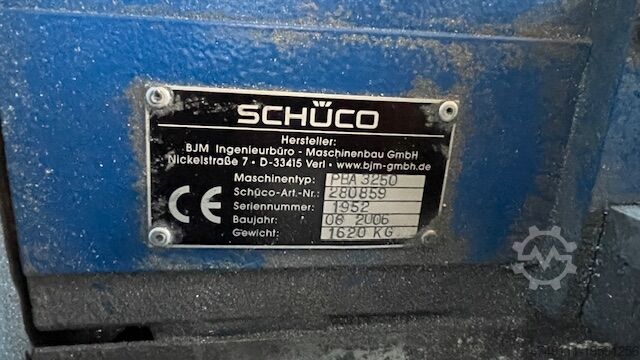 SCHÜCO
Hersteller:
BJM Ingenieurbüro - Maschinenbau GmbH
Nickelstraße 7 • D-33415 Verl • www.bjm-gmbh.de
Maschinentyp: PBA 3250
Schüco-Art.-Nr.: 280859
Seriennummer: 1952
Baujahr: 06 2006
Gewicht: 1620 KG
CE